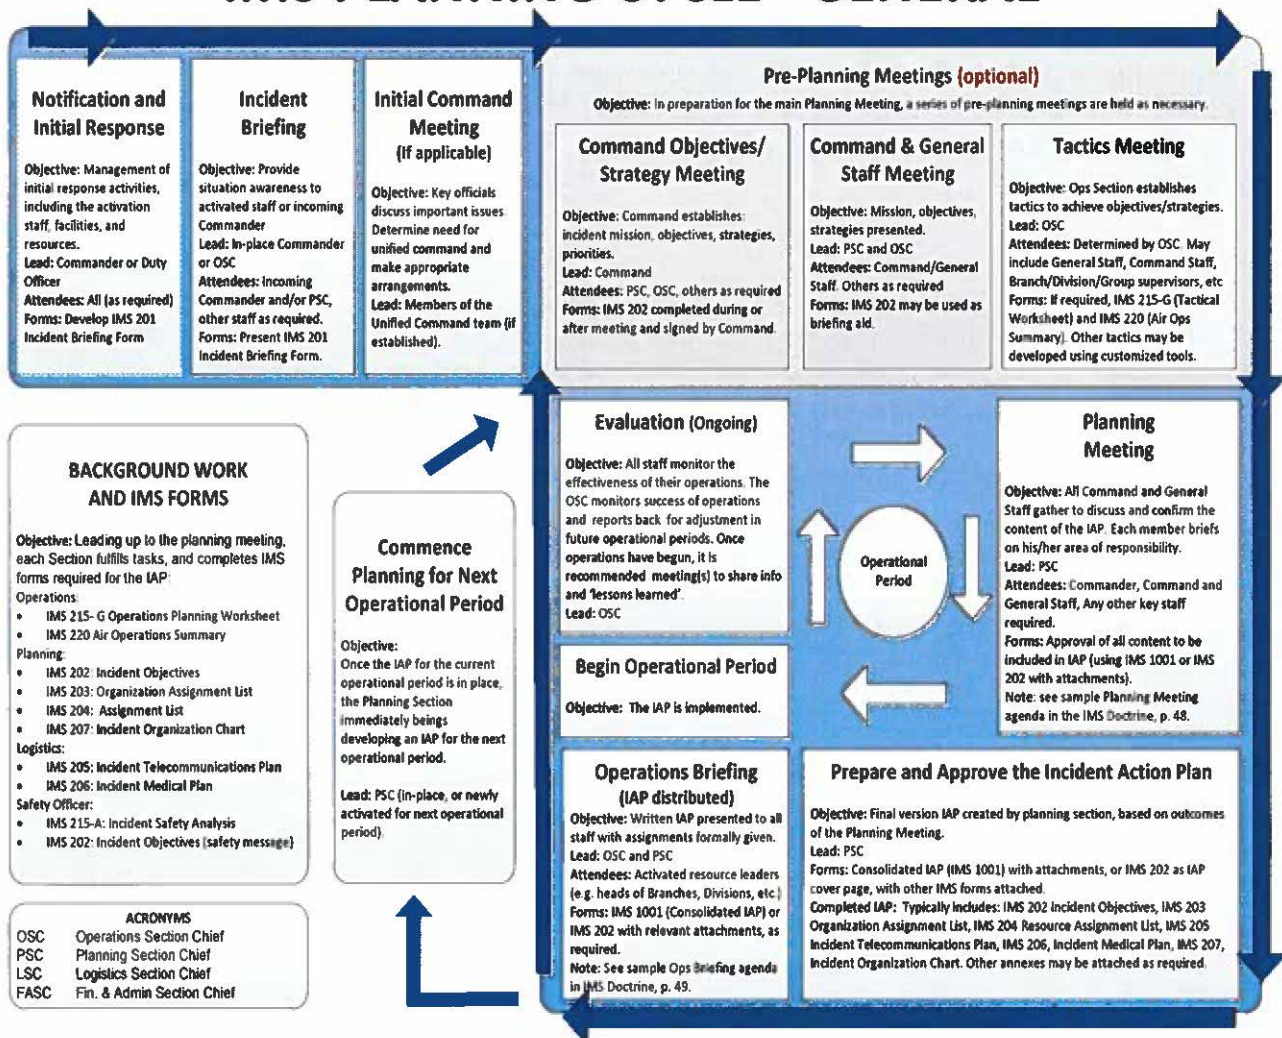 Notification and
Initial Response
Objective: Management of
initial response activities,
including the activation
staff, facilities, and
resources.
Lead: Commander or Duty
Officer
Attendees: All (as required)
Forms: Develop IMS 201
Incident Briefing Form
Incident
Briefing
Objective: Provide
situation awareness to
activated staff or incoming
Commander
Lead: In-place Commander
or OSC
Attendees: Incoming
Commander and/or PSC,
other staff as required.
Forms: Present IMS 201
Incident Briefing Form.
Initial Command
Meeting
(If applicable)
Objective: Key officials
discuss important issues.
Determine need for
unified command and
make appropriate
arrangements.
Lead: Members of the
Unified Command team (if
established).
Pre-Planning Meetings (optional)
Objective: In preparation for the main Planning Meeting, a series of pre-planning meetings are held as necessary.
Command Objectives/
Strategy Meeting
Objective: Command establishes:
incident mission, objectives, strategies,
priorities.
Lead: Command
Attendees: PSC, OSC, others as required
Forms: IMS 202 completed during or
after meeting and signed by Command.
Command & General
Staff Meeting
Objective: Mission, objectives,
strategies presented.
Lead: PSC and OSC
Attendees: Command/General
Staff. Others as required
Forms: IMS 202 may be used as
briefing aid.
Tactics Meeting
Objective: Ops Section establishes
tactics to achieve objectives/strategies.
Lead: OSC
Attendees: Determined by OSC. May
include General Staff, Command Staff,
Branch/Division/Group supervisors, etc
Forms: If required, IMS 215-G (Tactical
Worksheet) and IMS 220 (Air Ops
Summary). Other tactics may be
developed using customized tools.
BACKGROUND WORK
AND IMS FORMS
Objective: Leading up to the planning meeting,
each Section fulfills tasks, and completes IMS
forms required for the IAP:
Operations:
• IMS 215- G Operations Planning Worksheet
• IMS 220 Air Operations Summary
Planning:
• IMS 202: Incident Objectives
• IMS 203: Organization Assignment List
• IMS 204: Assignment List
• IMS 207: Incident Organization Chart
Logistics:
• IMS 205: Incident Telecommunications Plan
• IMS 206: Incident Medical Plan
Safety Officer:
• IMS 215-A: Incident Safety Analysis
• IMS 202: Incident Objectives (safety message)
ACRONYMS
OSC Operations Section Chief
PSC Planning Section Chief
LSC Logistics Section Chief
FASC Fin. & Admin Section Chief
Commence
Planning for Next
Operational Period
Objective:
Once the IAP for the current
operational period is in place,
the Planning Section
immediately beings
developing an IAP for the next
operational period.
Lead: PSC (in-place, or newly
activated for next operational
period)
Evaluation (Ongoing)
Objective: All staff monitor the
effectiveness of their operations. The
OSC monitors success of operations
and reports back for adjustment in
future operational periods. Once
operations have begun, it is
recommended meeting(s) to share info
and 'lessons learned'.
Lead: OSC
Operational
Period
Planning
Meeting
Objective: All Command and General
Staff gather to discuss and confirm the
content of the IAP. Each member briefs
on his/her area of responsibility.
Lead: PSC
Attendees: Commander, Command and
General Staff, Any other key staff
required.
Forms: Approval of all content to be
included in IAP (using IMS 1001 or IMS
202 with attachments).
Note: see sample Planning Meeting
agenda in the IMS Doctrine, p. 48.
Begin Operational Period
Objective: The IAP is implemented.
Operations Briefing
(IAP distributed)
Objective: Written IAP presented to all
staff with assignments formally given.
Lead: OSC and PSC
Attendees: Activated resource leaders
(e.g. heads of Branches, Divisions, etc.)
Forms: IMS 1001 (Consolidated IAP) or
IMS 202 with relevant attachments, as
required.
Note: See sample Ops Briefing agenda
in IMS Doctrine, p. 49.
Prepare and Approve the Incident Action Plan
Objective: Final version IAP created by planning section, based on outcomes
of the Planning Meeting.
Lead: PSC
Forms: Consolidated IAP (IMS 1001) with attachments, or IMS 202 as IAP
cover page, with other IMS forms attached.
Completed IAP: Typically includes: IMS 202 Incident Objectives, IMS 203
Organization Assignment List, IMS 204 Resource Assignment List, IMS 205
Incident Telecommunications Plan, IMS 206, Incident Medical Plan, IMS 207,
Incident Organization Chart. Other annexes may be attached as required.